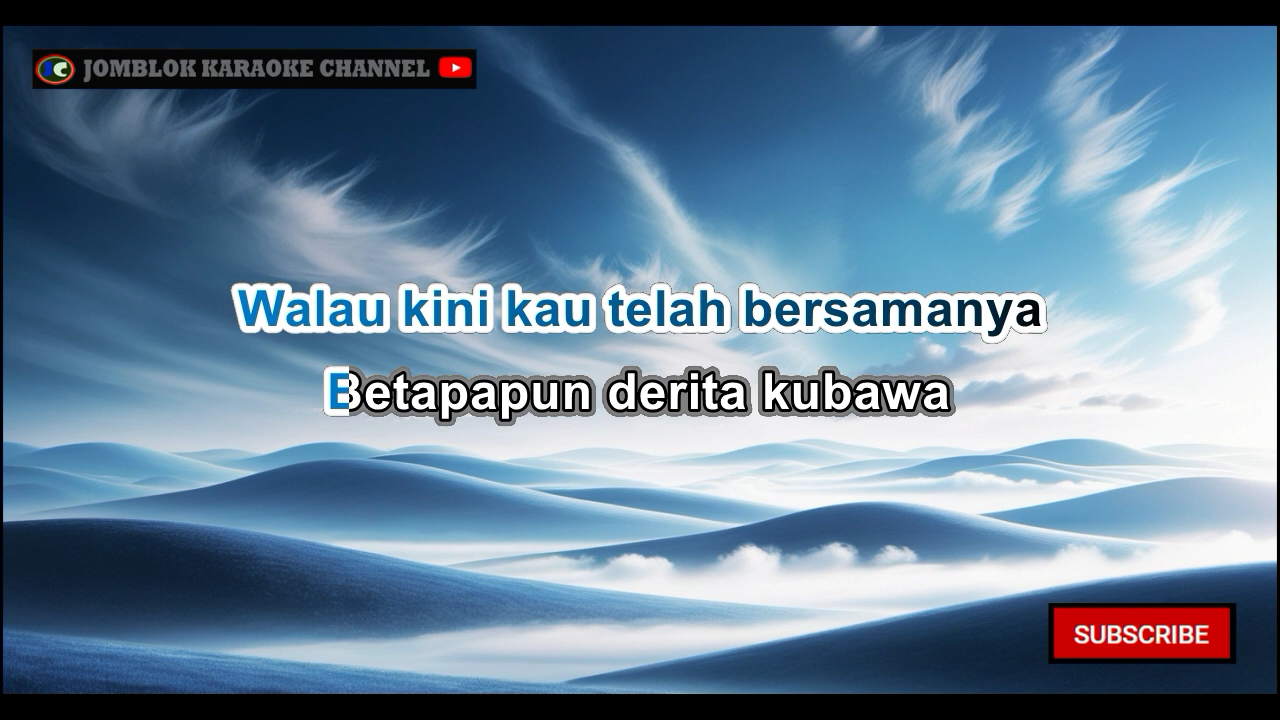 JOMBLOK KARAOKE CHANNEL
Walau kini kau telah bersamanya
Betapapun derita kubawa
SUBSCRIBE